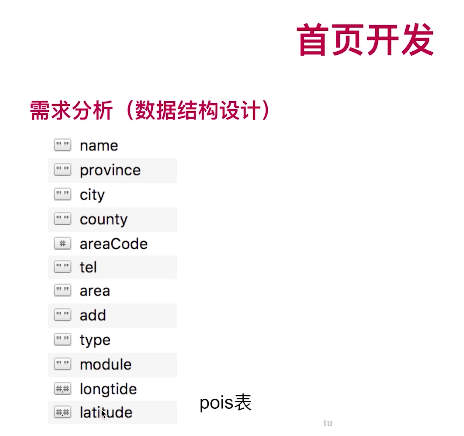 首页开发
需求分析（数据结构设计）
" " name
" " province
" " city
" " county
# areaCode
" " tel
" " area
" " add
" " type
" " module
#.# longtide
#.# latitude
pois表
tu